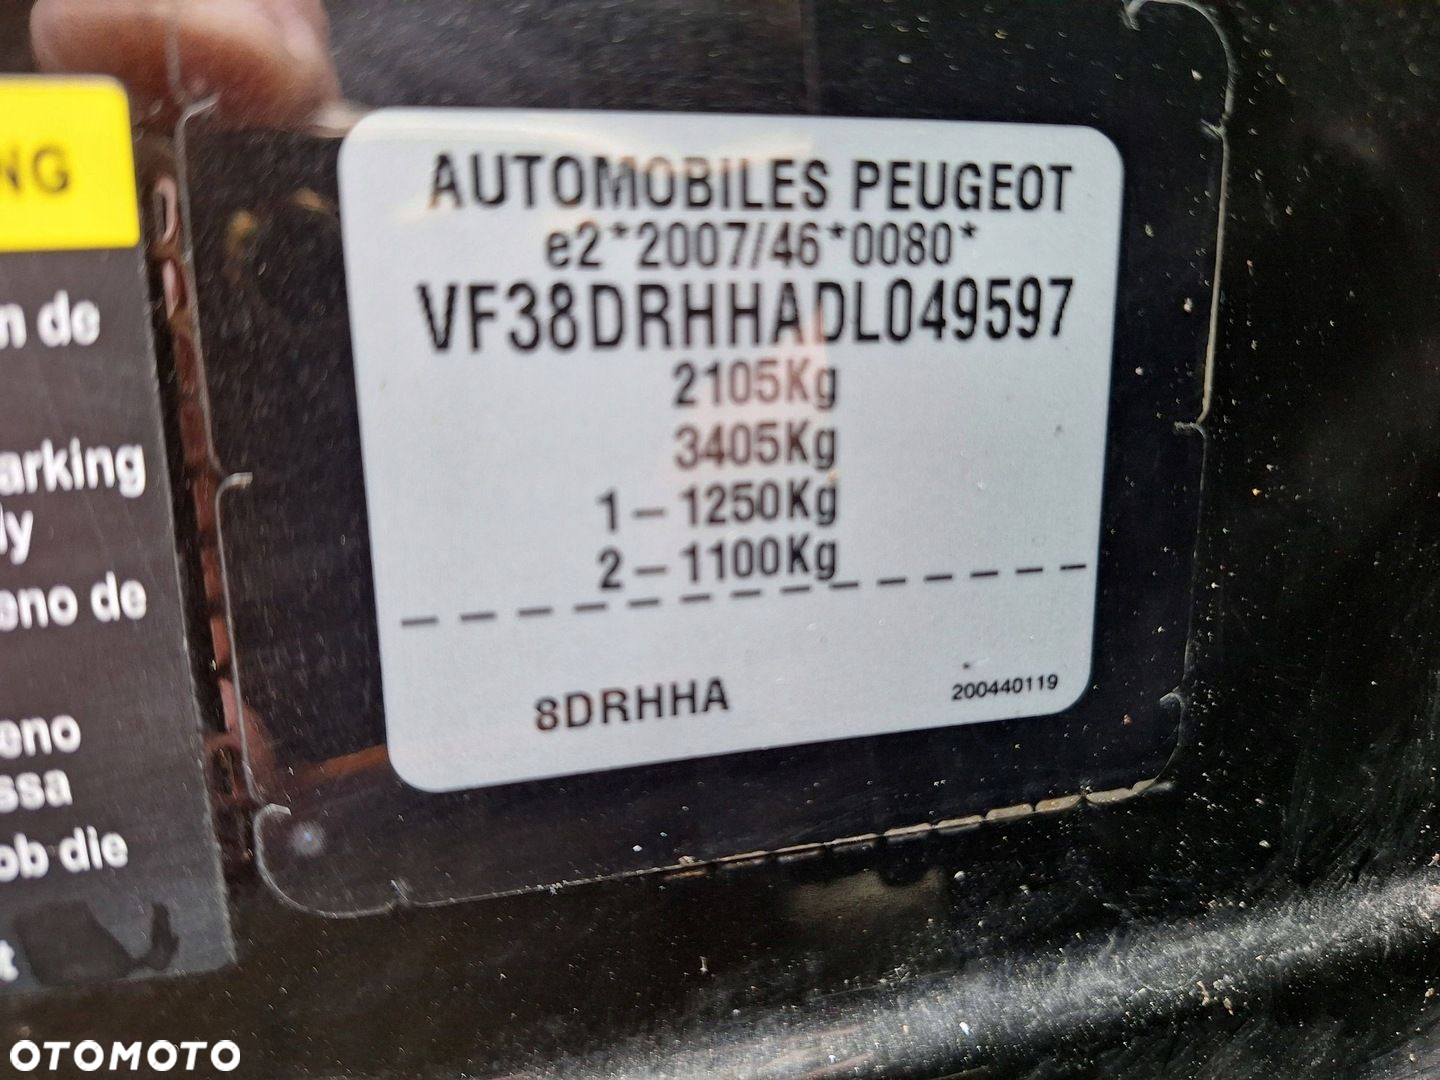 NG
n de
arking
ly
eno de
eno
ssa
ob die
t
AUTOMOBILES PEUGEOT
e2*2007/46*0080*
VF38DRHHADL049597
2105Kg
3405Kg
1-1250Kg
2-1100Kg
8DRHHA
200440119
OTOMOTO